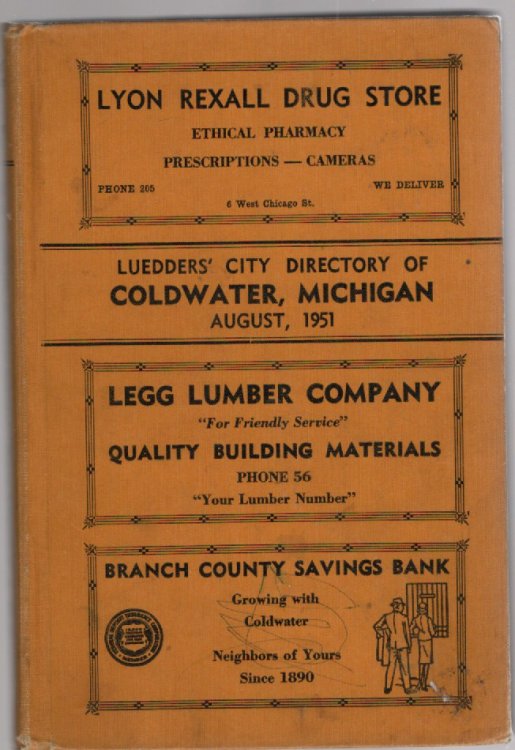 LYON REXALL DRUG STORE
ETHICAL PHARMACY
PRESCRIPTIONS — CAMERAS
PHONE 205 WE DELIVER
6 West Chicago St.
LUEDDERS' CITY DIRECTORY OF
COLDWATER, MICHIGAN
AUGUST, 1951
LEGG LUMBER COMPANY
"For Friendly Service"
QUALITY BUILDING MATERIALS
PHONE 56
"Your Lumber Number"
BRANCH COUNTY SAVINGS BANK
Growing with
Coldwater
Neighbors of Yours
Since 1890